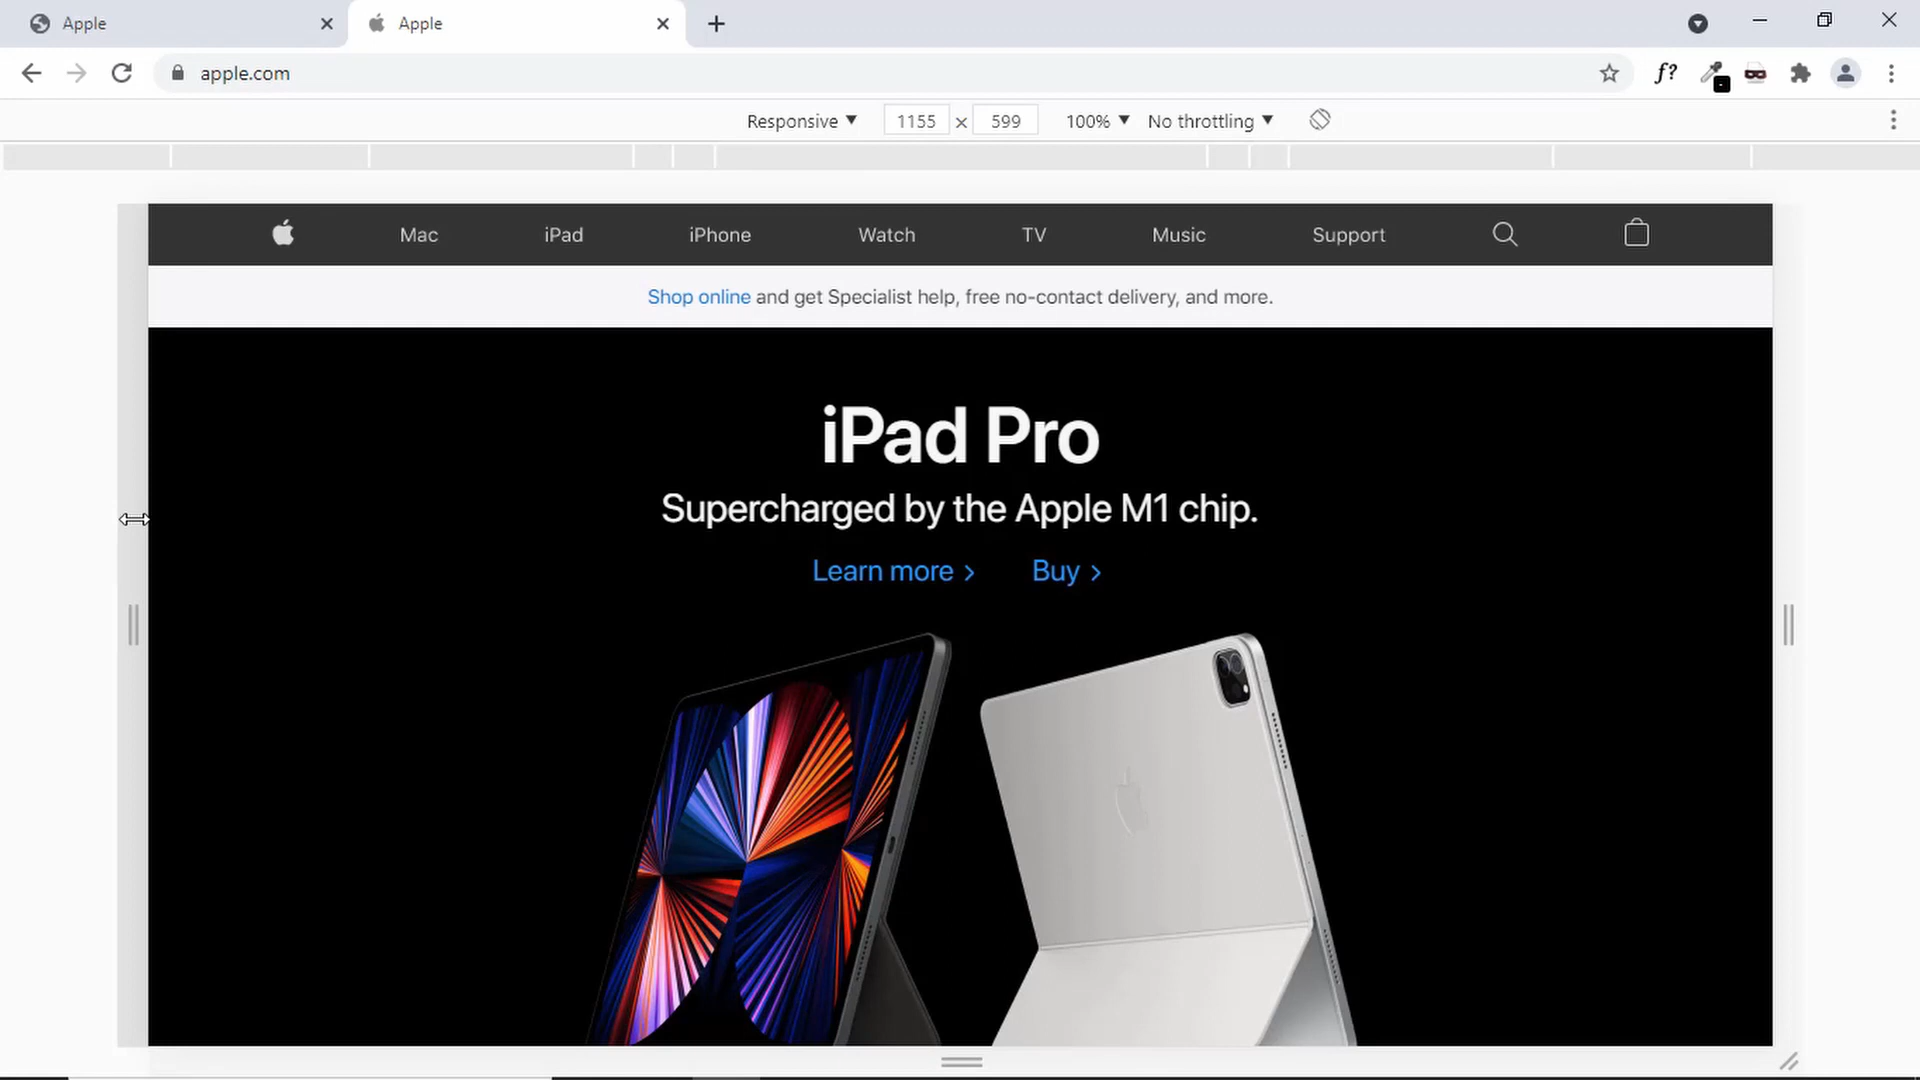 Apple
Apple
apple.com
f?
Responsive
1155 × 599
100%
No throttling
Mac
iPad
iPhone
Watch
TV
Music
Support
Shop online and get Specialist help, free no-contact delivery, and more.
iPad Pro
Supercharged by the Apple M1 chip.
Learn more >
Buy >